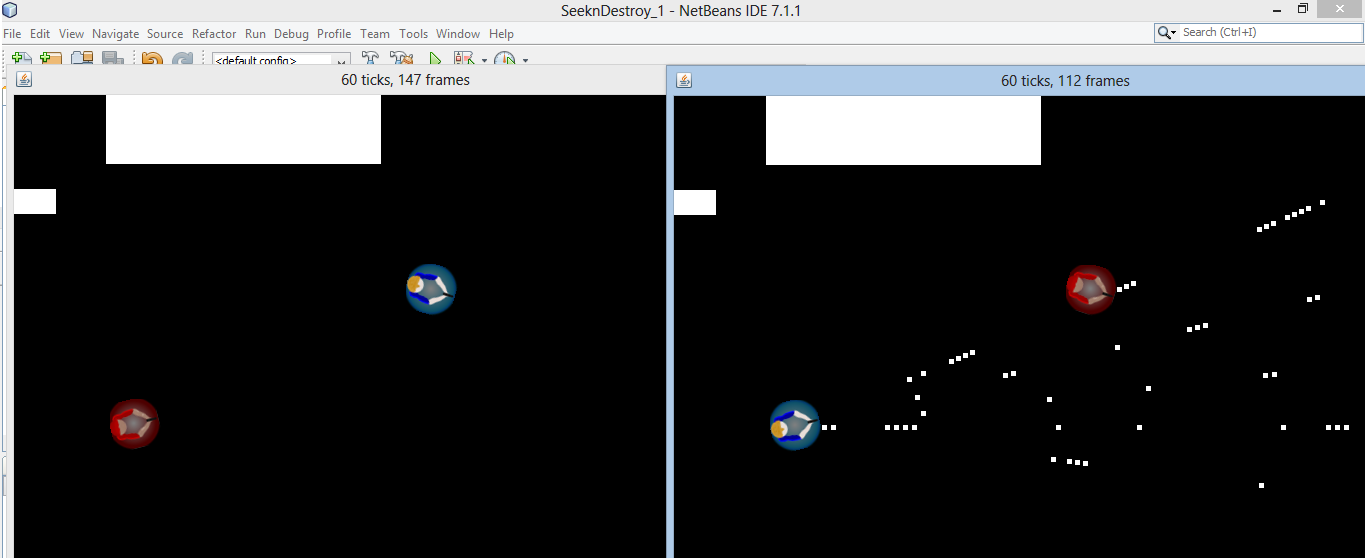 SeeknDestroy_1 - NetBeans IDE 7.1.1
File Edit View Navigate Source Refactor Run Debug Profile Team Tools Window Help
Search (Ctrl+I)
<default config>
60 ticks, 147 frames
60 ticks, 112 frames